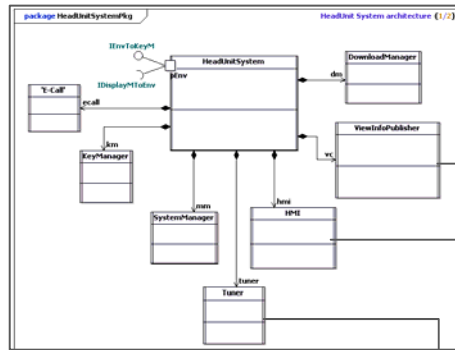 package HeadUnitSystemPkg
HeadUnit System architecture (1/2)
IEnvToKeyM
HeadUnitSystem
DownloadManager
pEnv
dm
IDisplayMToEnv
'E-Call'
ecall
ViewInfoPublisher
km
KeyManager
vc
mm
hmi
SystemManager
HMI
tuner
Tuner